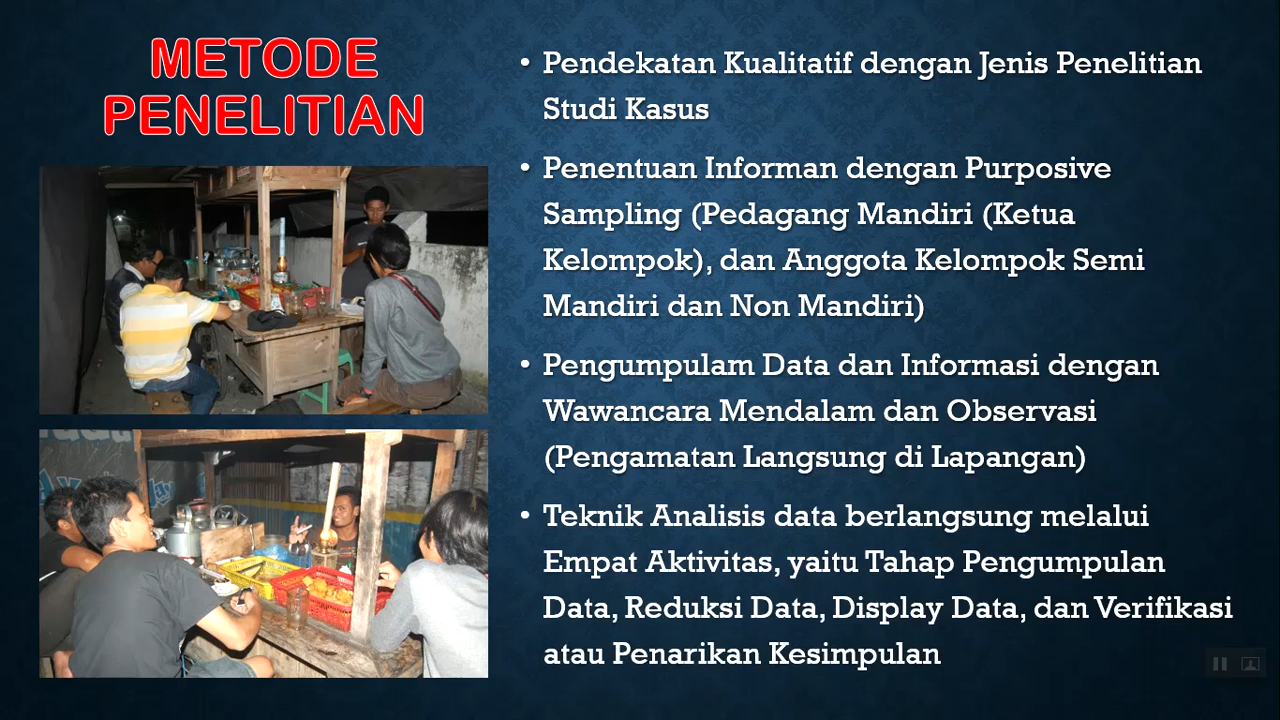 METODE
PENELITIAN
• Pendekatan Kualitatif dengan Jenis Penelitian
Studi Kasus
• Penentuan Informan dengan Purposive
Sampling (Pedagang Mandiri (Ketua
Kelompok), dan Anggota Kelompok Semi
Mandiri dan Non Mandiri)
• Pengumpulam Data dan Informasi dengan
Wawancara Mendalam dan Observasi
(Pengamatan Langsung di Lapangan)
• Teknik Analisis data berlangsung melalui
Empat Aktivitas, yaitu Tahap Pengumpulan
Data, Reduksi Data, Display Data, dan Verifikasi
atau Penarikan Kesimpulan